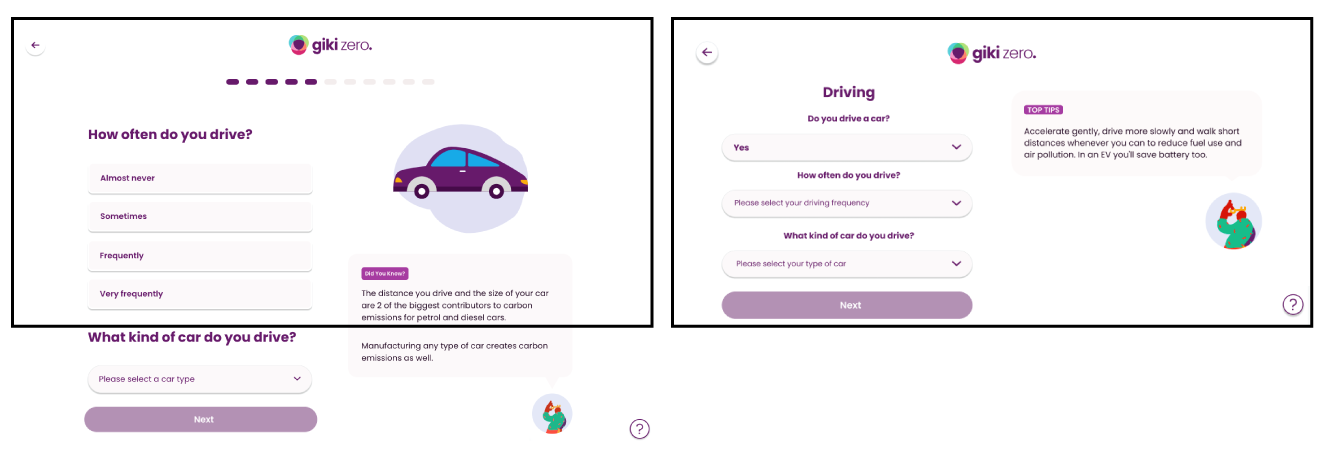 giki zero.
How often do you drive?
Almost never
Sometimes
Frequently
Very frequently
What kind of car do you drive?
Please select a car type
Next
Did You Know?
The distance you drive and the size of your car
are 2 of the biggest contributors to carbon
emissions for petrol and diesel cars.
Manufacturing any type of car creates carbon
emissions as well.
?
giki zero.
Driving
Do you drive a car?
Yes
How often do you drive?
Please select your driving frequency
What kind of car do you drive?
Please select your type of car
Next
TOP TIPS
Accelerate gently, drive more slowly and walk short
distances whenever you can to reduce fuel use and
air pollution. In an EV you'll save battery too.
?